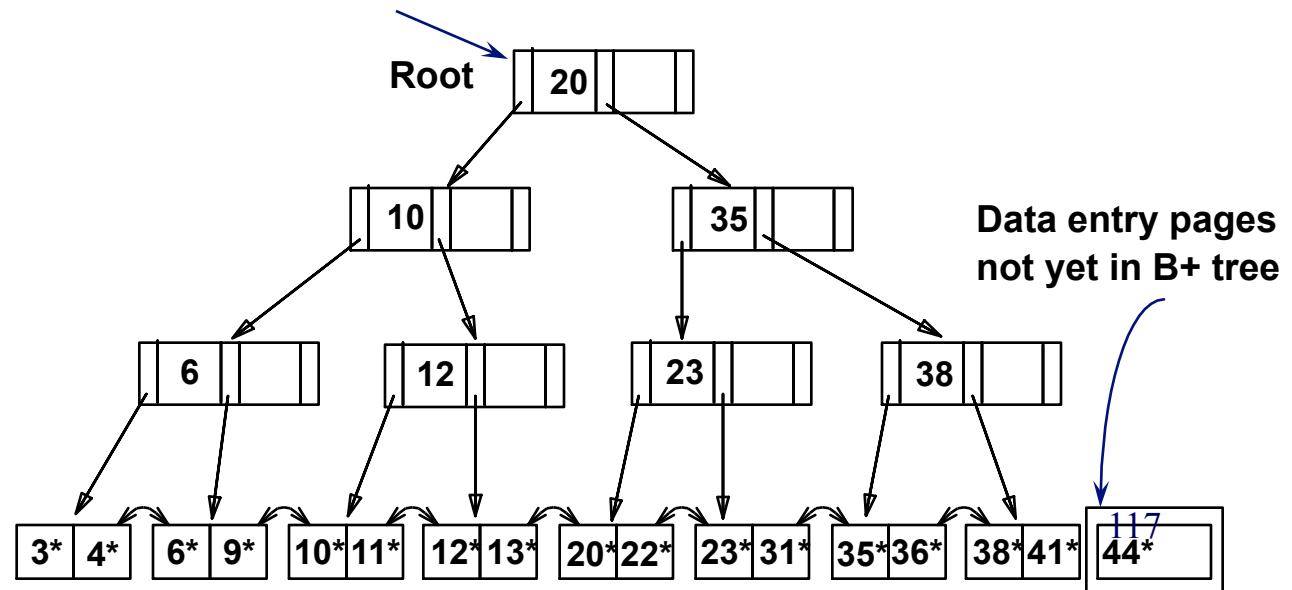 Root
20
10
35
Data entry pages
not yet in B+ tree
6
12
23
38
3* 4* 6* 9* 10* 11* 12* 13* 20* 22* 23* 31* 35* 36* 38* 41* 44*
117